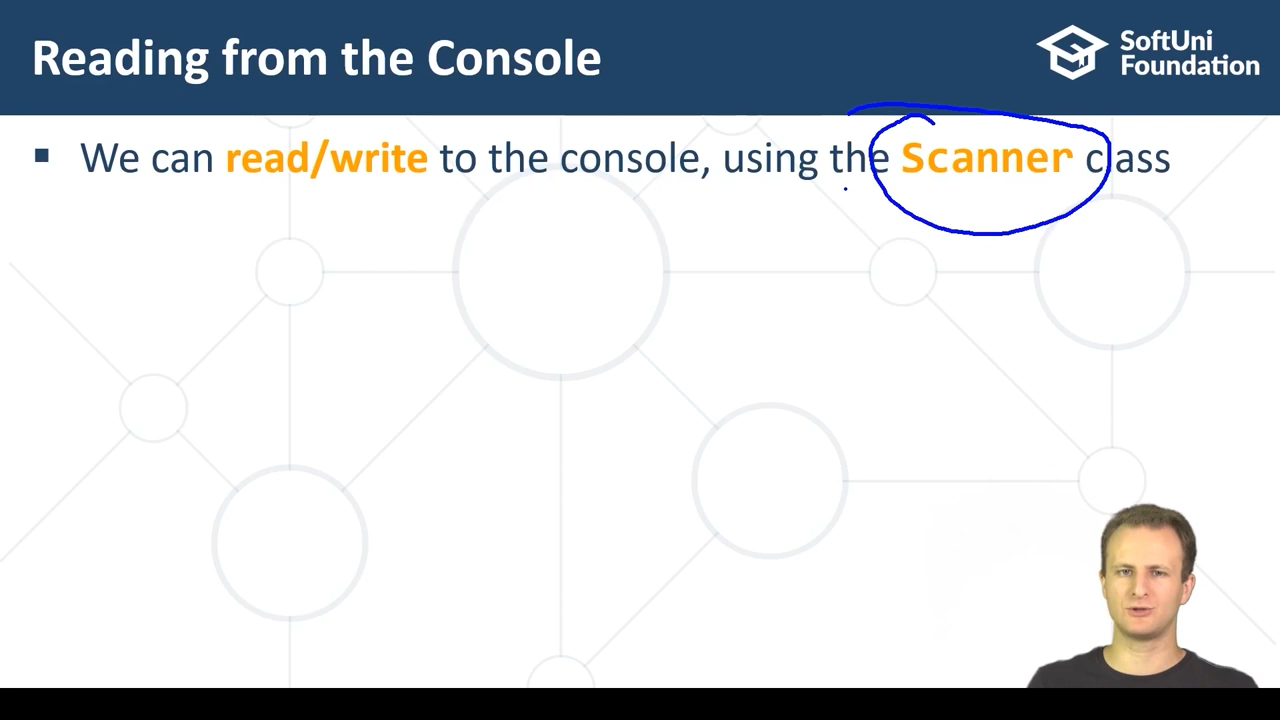 Reading from the Console
SoftUni
Foundation
We can read/write to the console, using the Scanner class